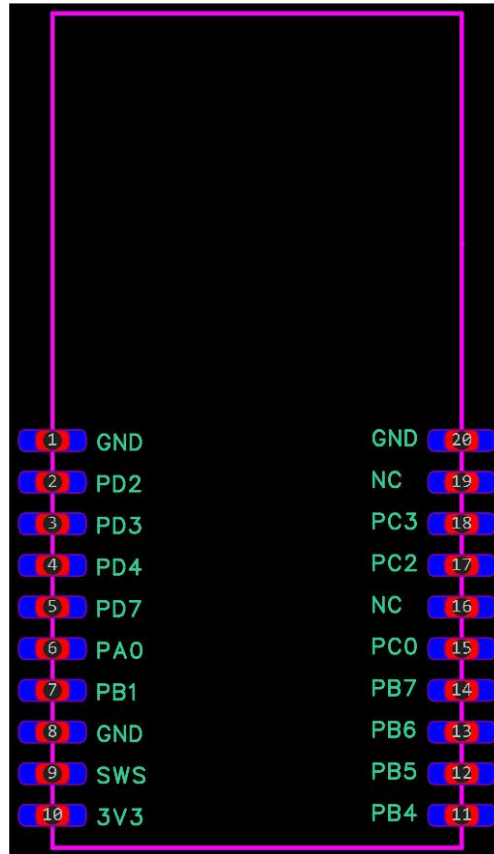 1 GND GND 20
2 PD2 NC 19
3 PD3 PC3 18
4 PD4 PC2 17
5 PD7 NC 16
6 PA0 PC0 15
7 PB1 PB7 14
8 GND PB6 13
9 SWS PB5 12
10 3V3 PB4 11